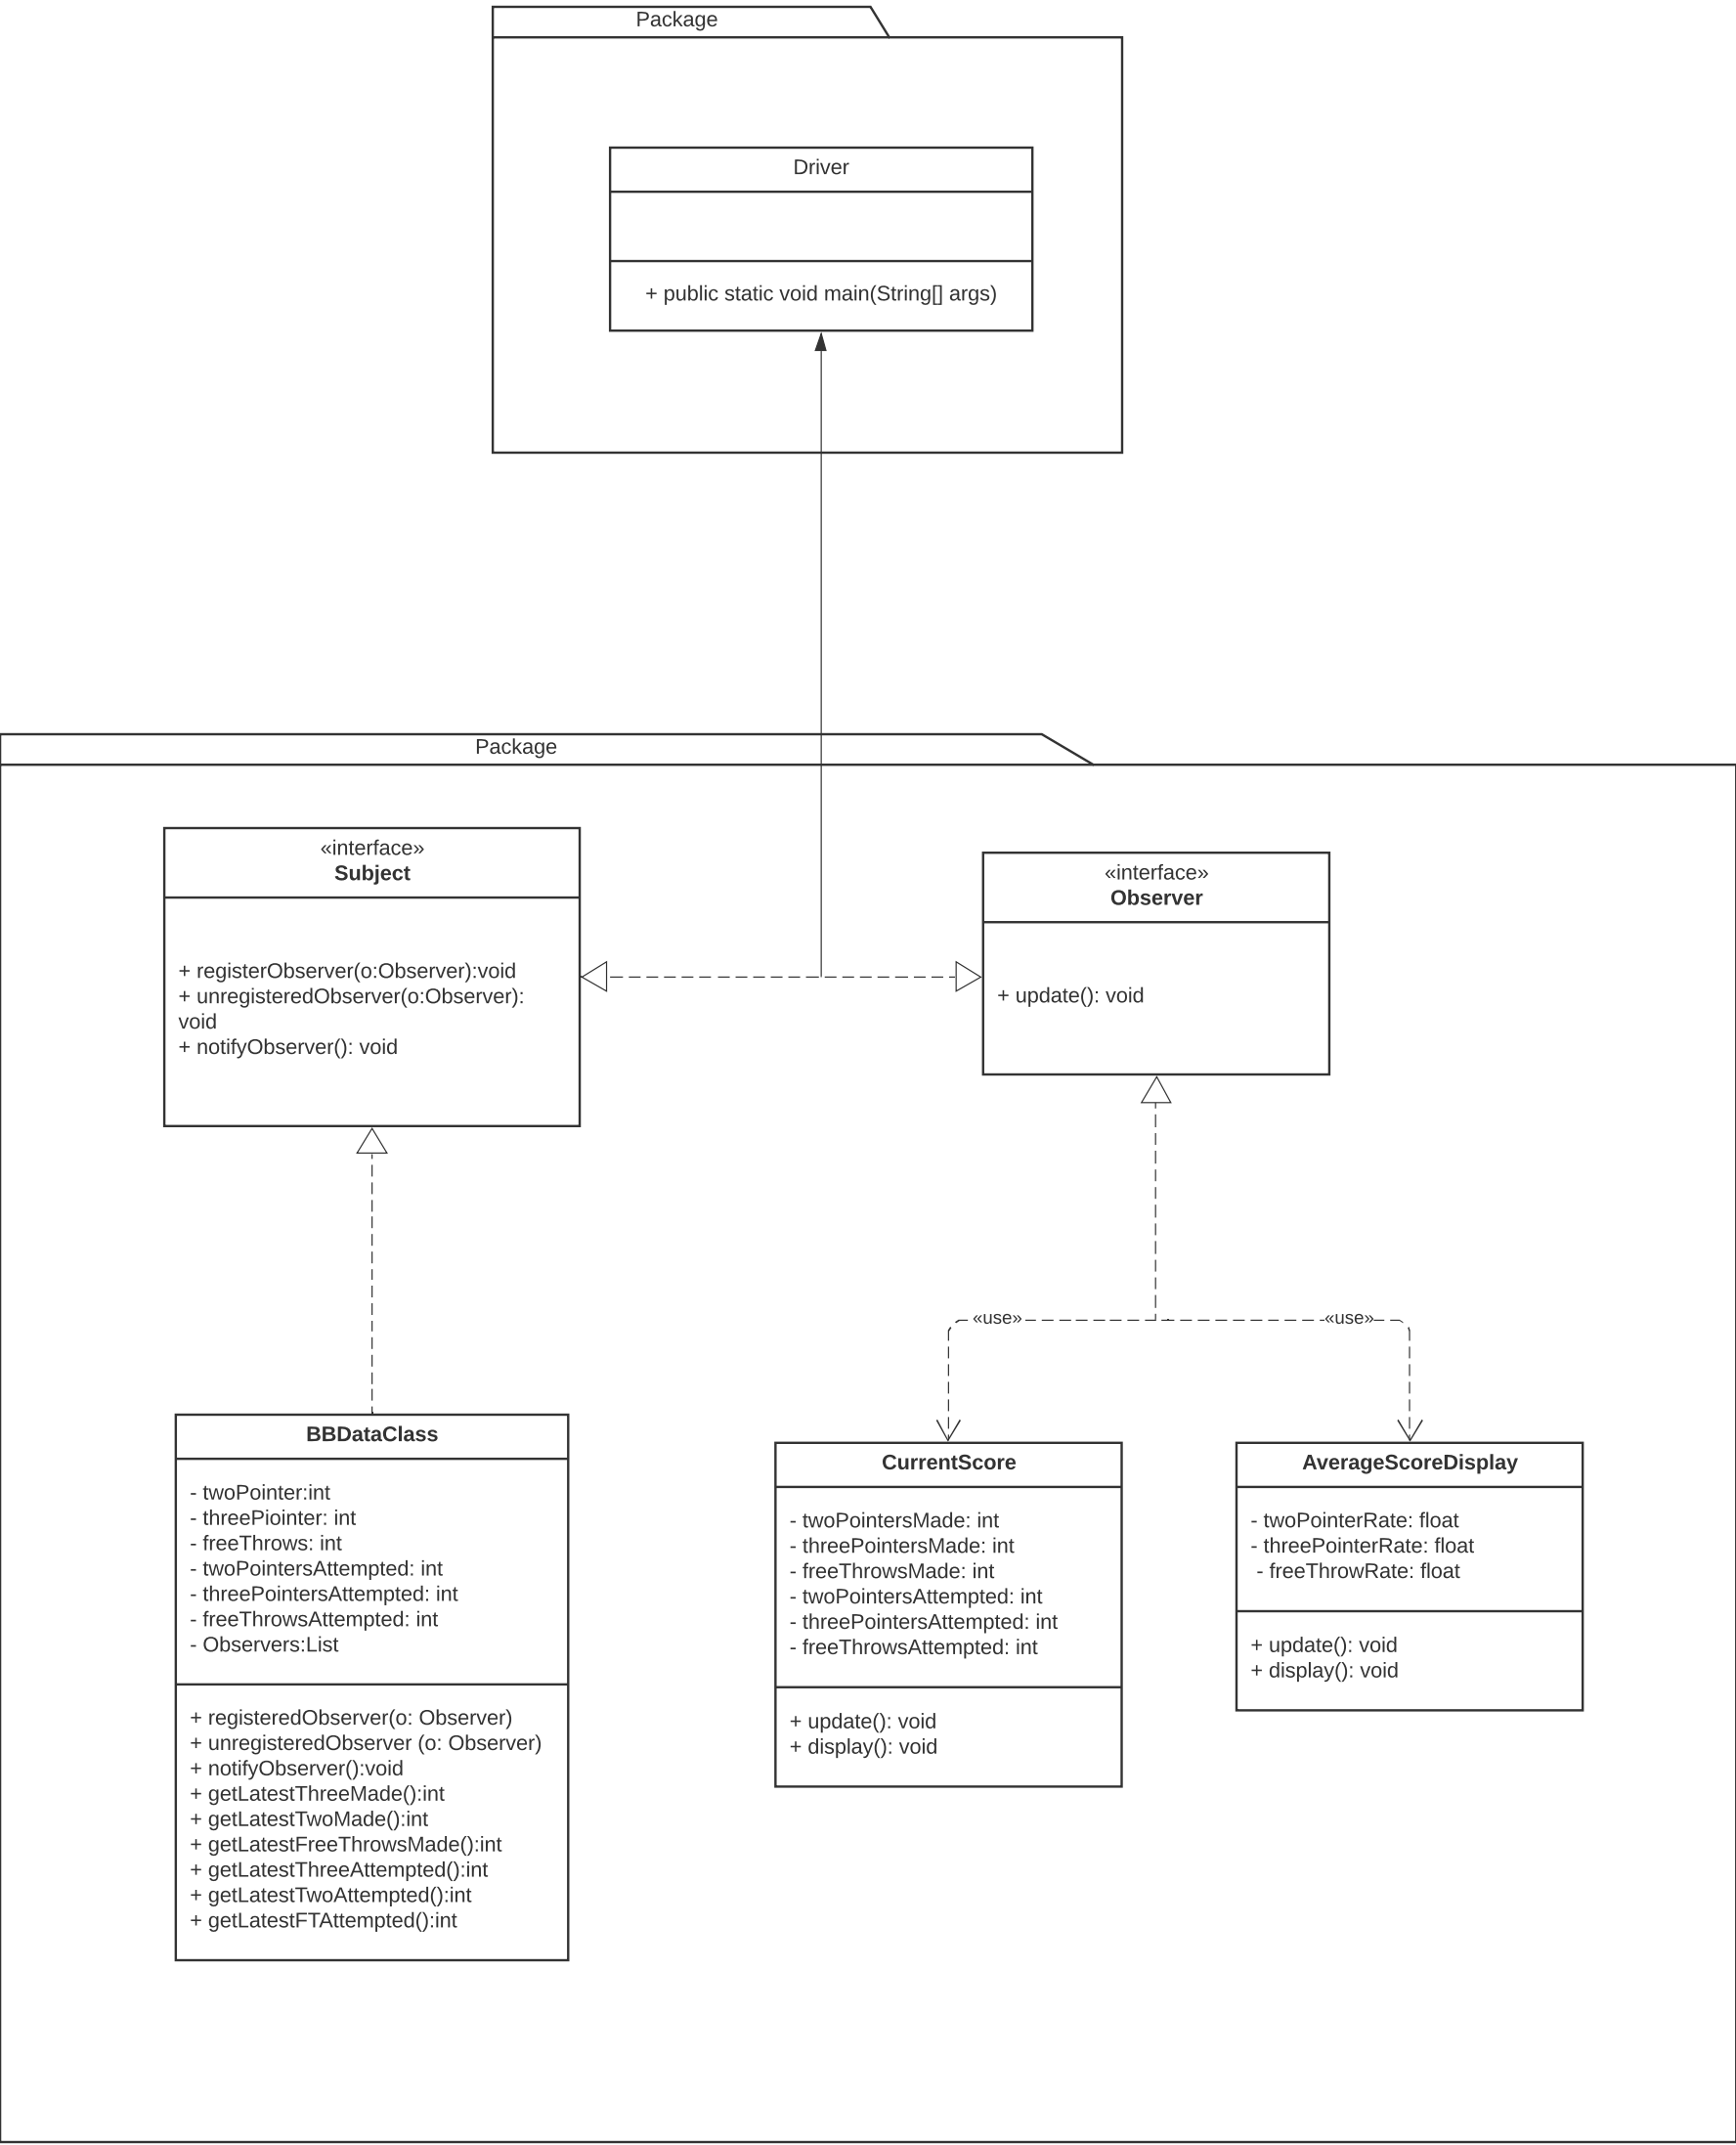 Package
Driver
+ public static void main(String[] args)
Package
«interface»
Subject
+ registerObserver(o:Observer):void
+ unregisteredObserver(o:Observer):
void
+ notifyObserver(): void
«interface»
Observer
+ update(): void
«use»
«use»
BBDataClass
- twoPointer:int
- threePiointer: int
- freeThrows: int
- twoPointersAttempted: int
- threePointersAttempted: int
- freeThrowsAttempted: int
- Observers:List
+ registeredObserver(o: Observer)
+ unregisteredObserver (o: Observer)
+ notifyObserver():void
+ getLatestThreeMade():int
+ getLatestTwoMade():int
+ getLatestFreeThrowsMade():int
+ getLatestThreeAttempted():int
+ getLatestTwoAttempted():int
+ getLatestFTAttempted():int
CurrentScore
- twoPointersMade: int
- threePointersMade: int
- freeThrowsMade: int
- twoPointersAttempted: int
- threePointersAttempted: int
- freeThrowsAttempted: int
+ update(): void
+ display(): void
AverageScoreDisplay
- twoPointerRate: float
- threePointerRate: float
- freeThrowRate: float
+ update(): void
+ display(): void